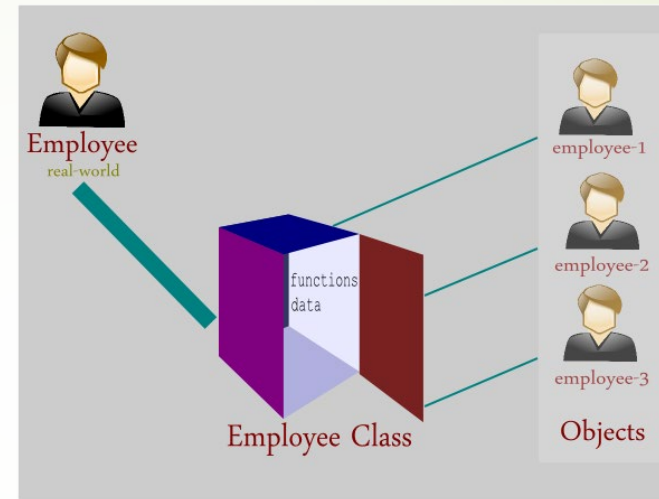 Employee
real-world
functions
data
Employee Class
employee-1
employee-2
employee-3
Objects